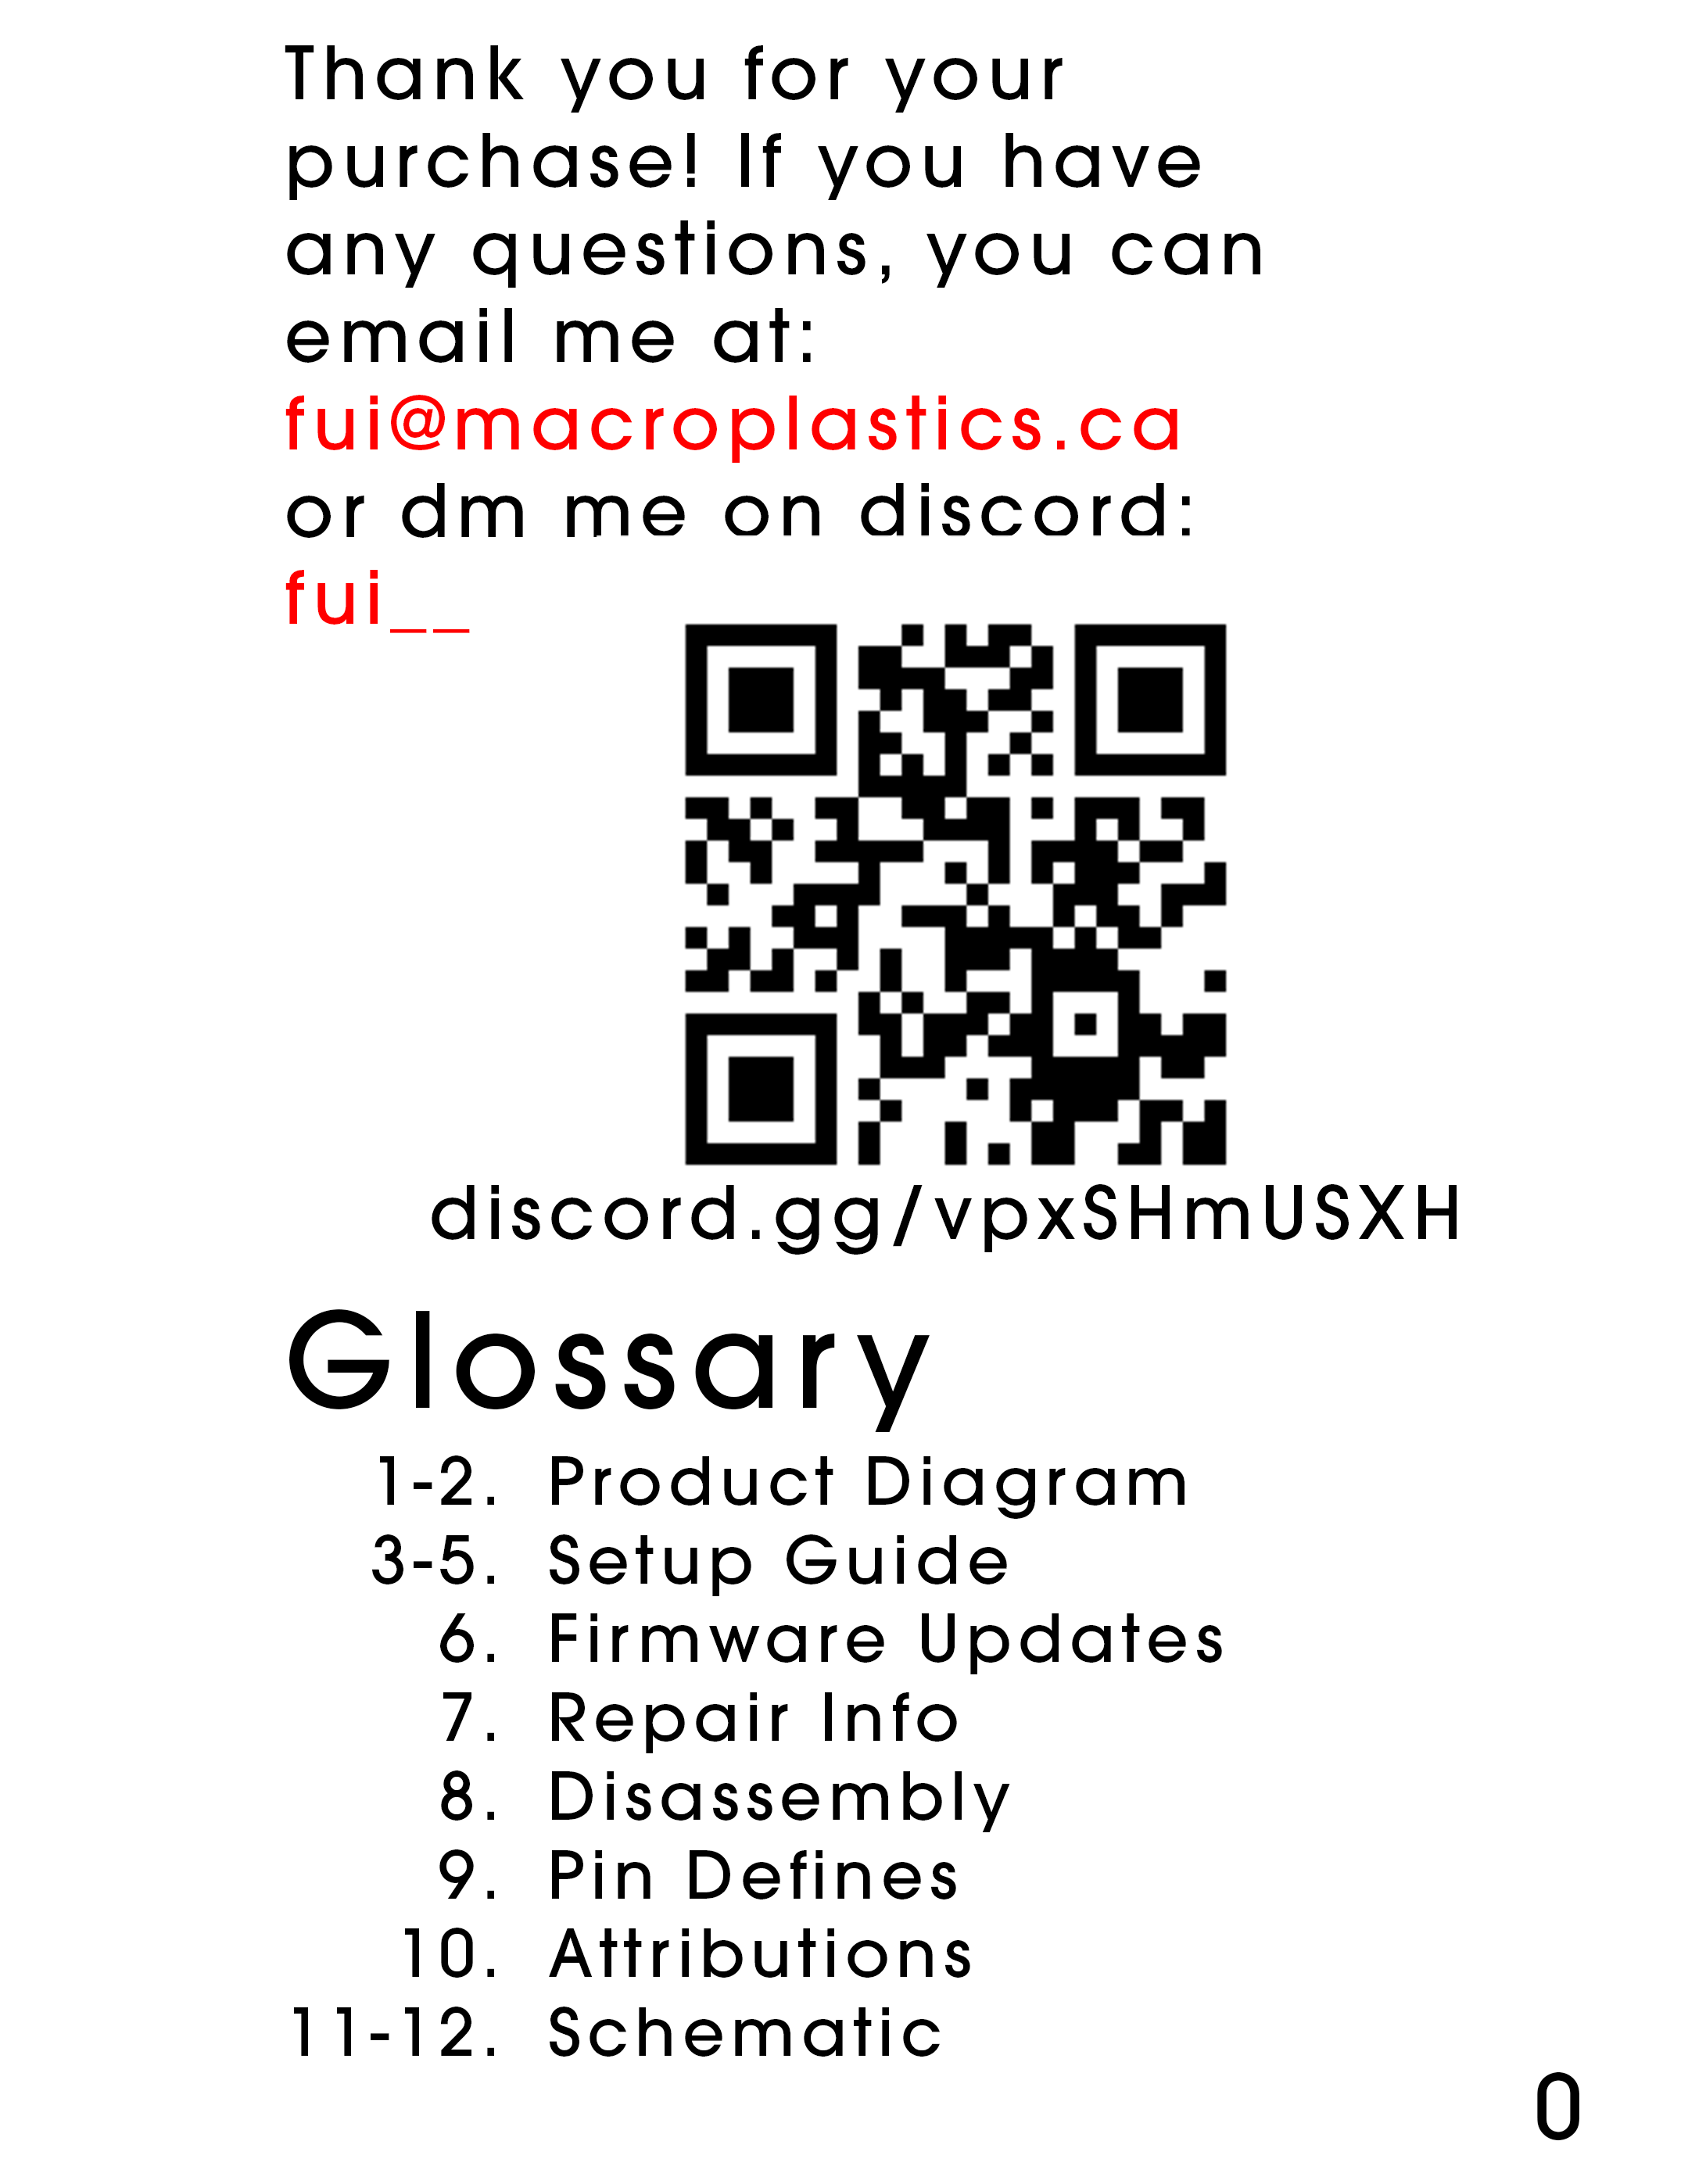 Thank you for your
purchase! If you have
any questions, you can
email me at:
fui@macroplastics.ca
or dm me on discord:
fui__
discord.gg/vpxSHmUSXH
Glossary
1-2. Product Diagram
3-5. Setup Guide
6. Firmware Updates
7. Repair Info
8. Disassembly
9. Pin Defines
10. Attributions
11-12. Schematic
0